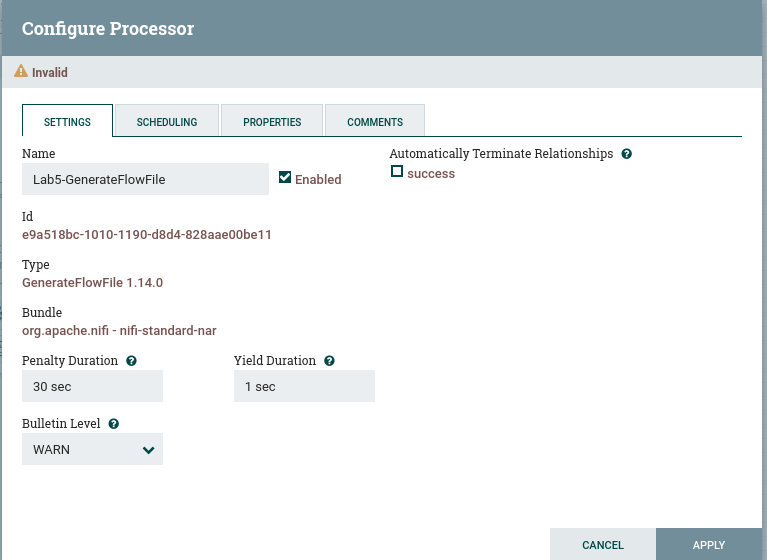 Configure Processor
Invalid
SETTINGS
SCHEDULING
PROPERTIES
COMMENTS
Name
Lab5-GenerateFlowFile
Enabled
Automatically Terminate Relationships
success
Id
e9a518bc-1010-1190-d8d4-828aae00be11
Type
GenerateFlowFile 1.14.0
Bundle
org.apache.nifi - nifi-standard-nar
Penalty Duration
Yield Duration
30 sec
1 sec
Bulletin Level
WARN
CANCEL
APPLY